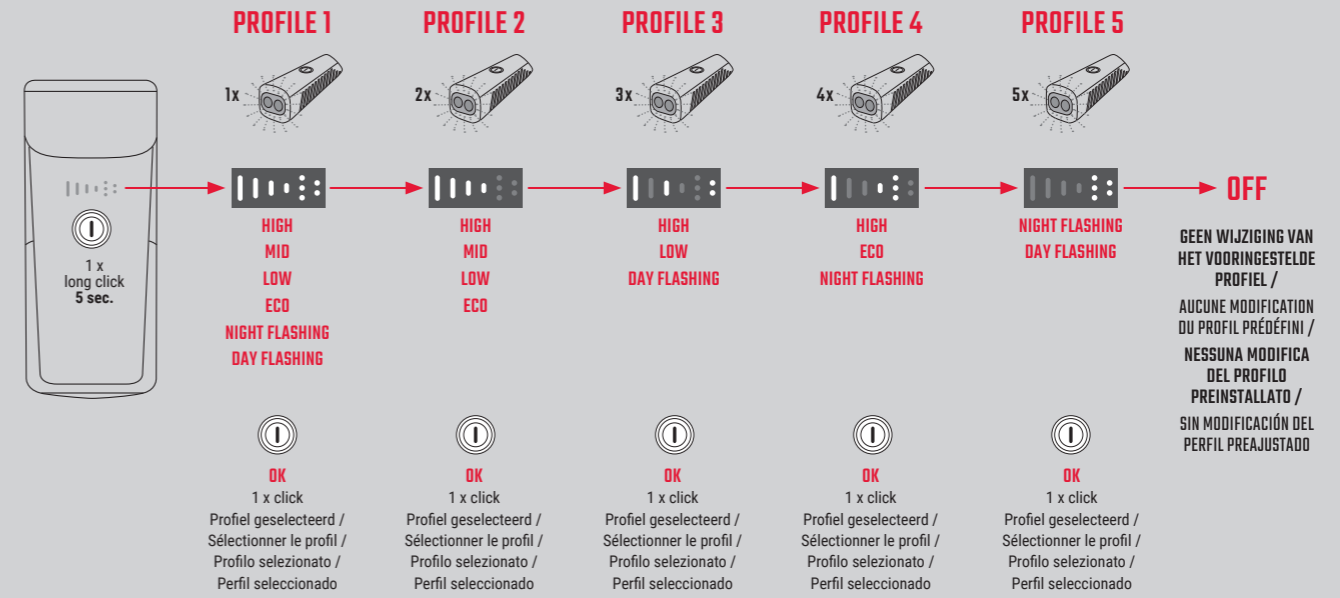 PROFILE 1
PROFILE 2
PROFILE 3
PROFILE 4
PROFILE 5
1x
2x
3x
4x
5x
1 x
long click
5 sec.
HIGH
MID
LOW
ECO
NIGHT FLASHING
DAY FLASHING
HIGH
MID
LOW
ECO
HIGH
LOW
DAY FLASHING
HIGH
ECO
NIGHT FLASHING
NIGHT FLASHING
DAY FLASHING
OFF
GEEN WIJZIGING VAN
HET VOORINGESTELDE
PROFIEL /
AUCUNE MODIFICATION
DU PROFIL PRÉDÉFINI /
NESSUNA MODIFICA
DEL PROFILO
PREINSTALLATO /
SIN MODIFICACIÓN DEL
PERFIL PREAJUSTADO
OK
1 x click
Profiel geselecteerd /
Sélectionner le profil /
Profilo selezionato /
Perfil seleccionado
OK
1 x click
Profiel geselecteerd /
Sélectionner le profil /
Profilo selezionato /
Perfil seleccionado
OK
1 x click
Profiel geselecteerd /
Sélectionner le profil /
Profilo selezionato /
Perfil seleccionado
OK
1 x click
Profiel geselecteerd /
Sélectionner le profil /
Profilo selezionato /
Perfil seleccionado
OK
1 x click
Profiel geselecteerd /
Sélectionner le profil /
Profilo selezionato /
Perfil seleccionado